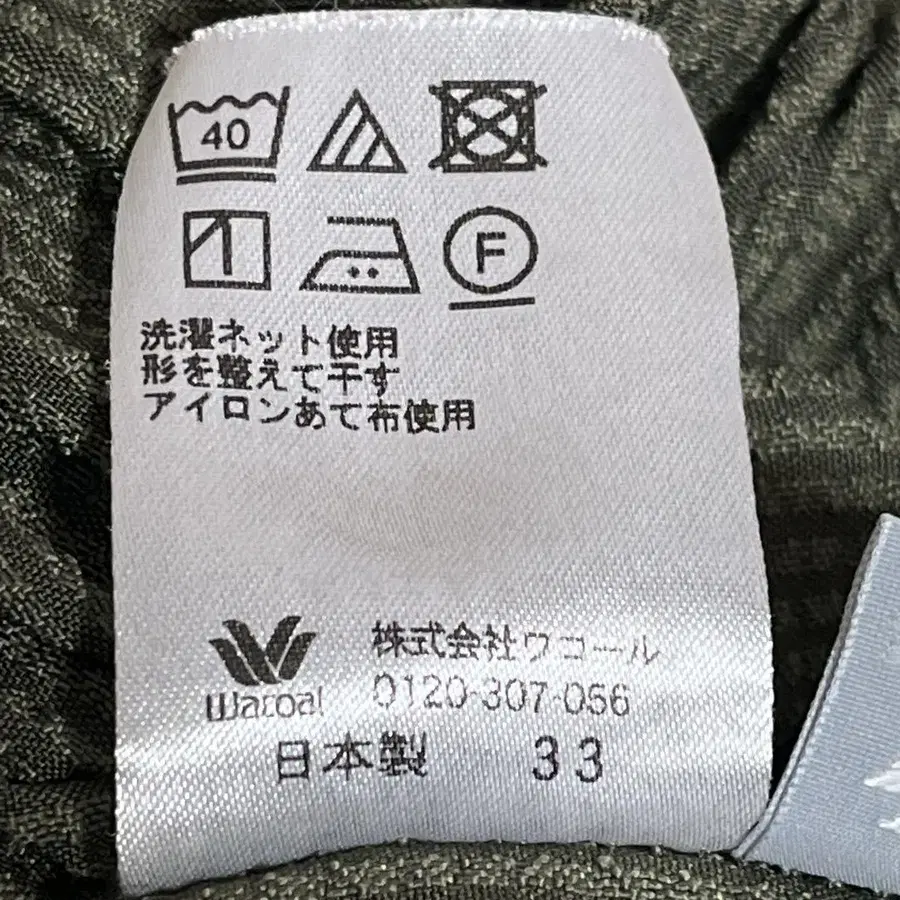 40
F
洗濯ネット使用
形を整えて干す
アイロンあて布使用
Wacoal
株式会社ワコール
0120-307-056
日本製 33